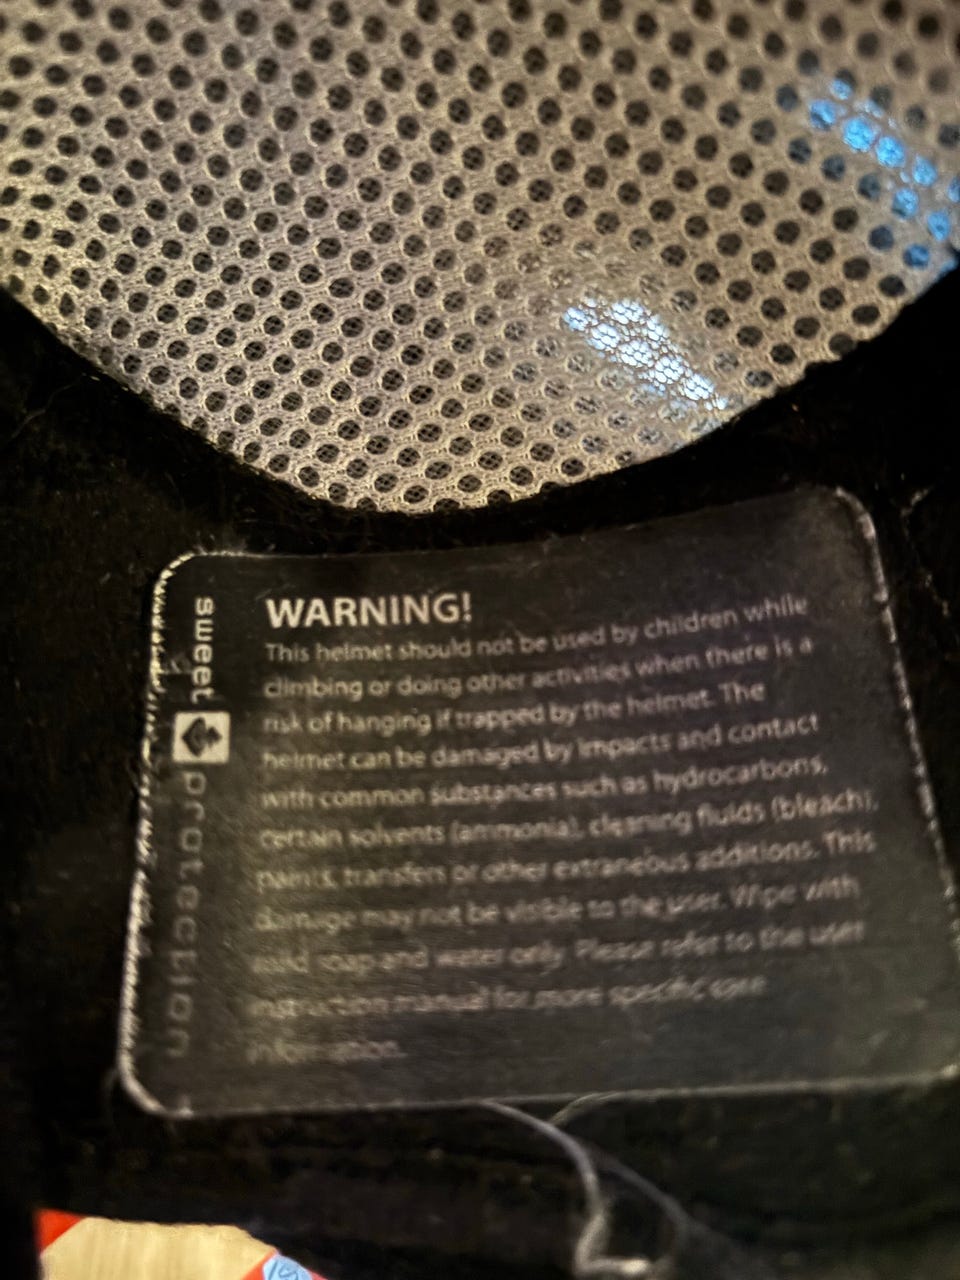 sweet protection
WARNING!
This helmet should not be used by children while
climbing or doing other activities when there is a
risk of hanging if trapped by the helmet. The
helmet can be damaged by impacts and contact
with common substances such as hydrocarbons,
certain solvents (ammonia), cleaning fluids (bleach),
paints, transfers or other extraneous additions. This
damage may not be visible to the user. Wipe with
mild soap and water only. Please refer to the user
instruction manual for more specific care
information.